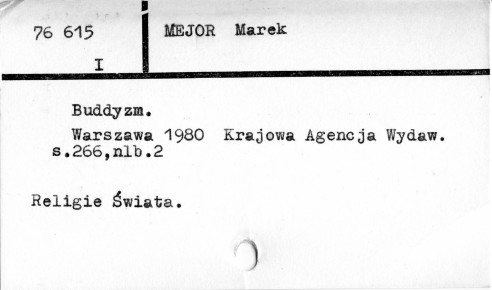 76 615
MEJOR Marek
I
Buddyzm.
Warszawa 1980 Krajowa Agencja Wydaw.
s.266,nlb.2
Religie Świata.